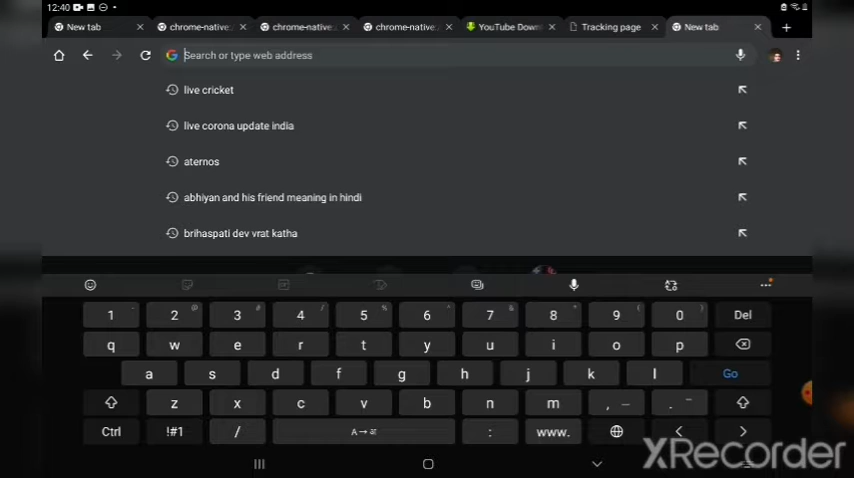 12:40
New tab
chrome-native:
chrome-native:
chrome-native:
YouTube Down
Tracking page
New tab
Search or type web address
live cricket
live corona update india
aternos
abhiyan and his friend meaning in hindi
brihaspati dev vrat katha
1 2 @ 3 # 4 / 5 % 6 ^ 7 & 8 * 9 ( 0 ) Del
q w e r t y u i o p
a s d f g h j k l Go
z x c v b n m , .
Ctrl !#1 / A→अ : www. < >
XRecorder